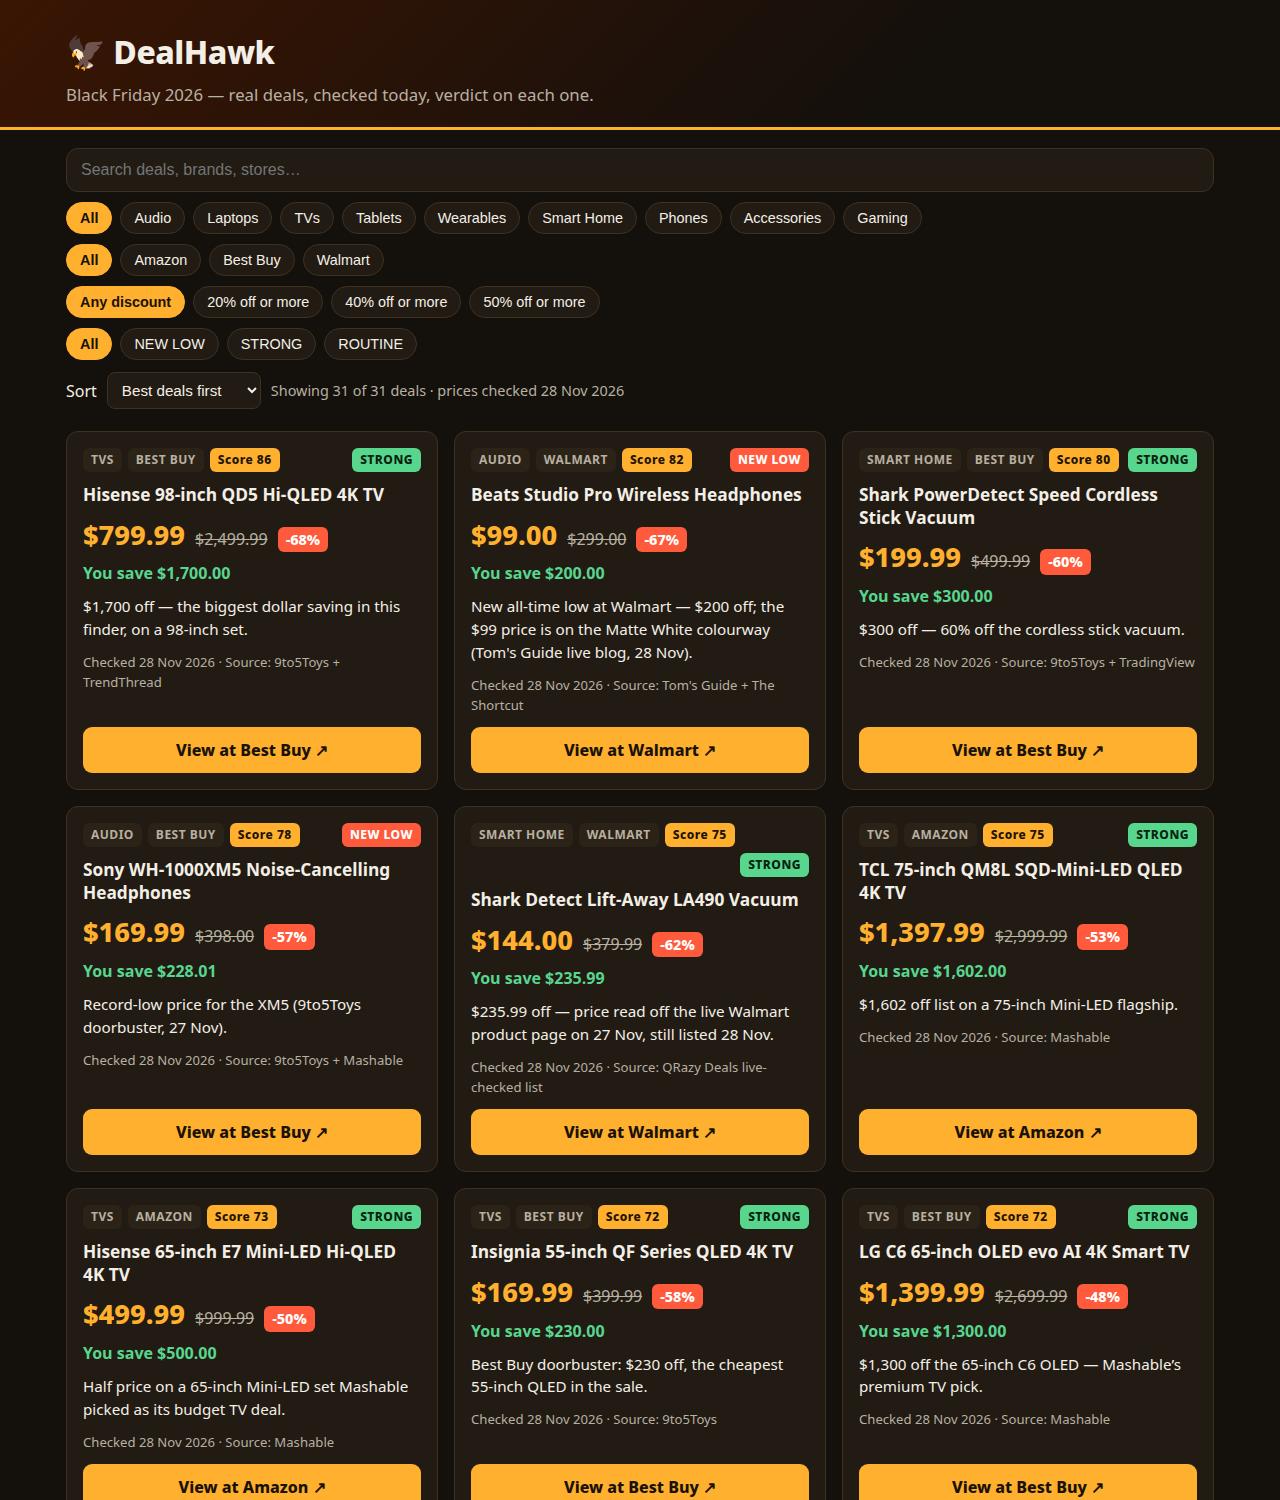 DealHawk
Black Friday 2026 — real deals, checked today, verdict on each one.
Search deals, brands, stores…
All Audio Laptops TVs Tablets Wearables Smart Home Phones Accessories Gaming
All Amazon Best Buy Walmart
Any discount 20% off or more 40% off or more 50% off or more
All NEW LOW STRONG ROUTINE
Sort Best deals first Showing 31 of 31 deals · prices checked 28 Nov 2026
TVS BEST BUY Score 86 STRONG
Hisense 98-inch QD5 Hi-QLED 4K TV
$799.99 $2,499.99 -68%
You save $1,700.00
$1,700 off — the biggest dollar saving in this
finder, on a 98-inch set.
Checked 28 Nov 2026 · Source: 9to5Toys +
TrendThread
View at Best Buy ↗
AUDIO WALMART Score 82 NEW LOW
Beats Studio Pro Wireless Headphones
$99.00 $299.00 -67%
You save $200.00
New all-time low at Walmart — $200 off; the
$99 price is on the Matte White colourway
(Tom's Guide live blog, 28 Nov).
Checked 28 Nov 2026 · Source: Tom's Guide + The
Shortcut
View at Walmart ↗
SMART HOME BEST BUY Score 80 STRONG
Shark PowerDetect Speed Cordless
Stick Vacuum
$199.99 $499.99 -60%
You save $300.00
$300 off — 60% off the cordless stick vacuum.
Checked 28 Nov 2026 · Source: 9to5Toys + TradingView
View at Best Buy ↗
AUDIO BEST BUY Score 78 NEW LOW
Sony WH-1000XM5 Noise-Cancelling
Headphones
$169.99 $398.00 -57%
You save $228.01
Record-low price for the XM5 (9to5Toys
doorbuster, 27 Nov).
Checked 28 Nov 2026 · Source: 9to5Toys + Mashable
View at Best Buy ↗
SMART HOME WALMART Score 75
STRONG
Shark Detect Lift-Away LA490 Vacuum
$144.00 $379.99 -62%
You save $235.99
$235.99 off — price read off the live Walmart
product page on 27 Nov, still listed 28 Nov.
Checked 28 Nov 2026 · Source: QRazy Deals live-
checked list
View at Walmart ↗
TVS AMAZON Score 75 STRONG
TCL 75-inch QM8L SQD-Mini-LED QLED
4K TV
$1,397.99 $2,999.99 -53%
You save $1,602.00
$1,602 off list on a 75-inch Mini-LED flagship.
Checked 28 Nov 2026 · Source: Mashable
View at Amazon ↗
TVS AMAZON Score 73 STRONG
Hisense 65-inch E7 Mini-LED Hi-QLED
4K TV
$499.99 $999.99 -50%
You save $500.00
Half price on a 65-inch Mini-LED set Mashable
picked as its budget TV deal.
Checked 28 Nov 2026 · Source: Mashable
View at Amazon ↗
TVS BEST BUY Score 72 STRONG
Insignia 55-inch QF Series QLED 4K TV
$169.99 $399.99 -58%
You save $230.00
Best Buy doorbuster: $230 off, the cheapest
55-inch QLED in the sale.
Checked 28 Nov 2026 · Source: 9to5Toys
View at Best Buy ↗
TVS BEST BUY Score 72 STRONG
LG C6 65-inch OLED evo AI 4K Smart TV
$1,399.99 $2,699.99 -48%
You save $1,300.00
$1,300 off the 65-inch C6 OLED — Mashable’s
premium TV pick.
Checked 28 Nov 2026 · Source: Mashable
View at Best Buy ↗